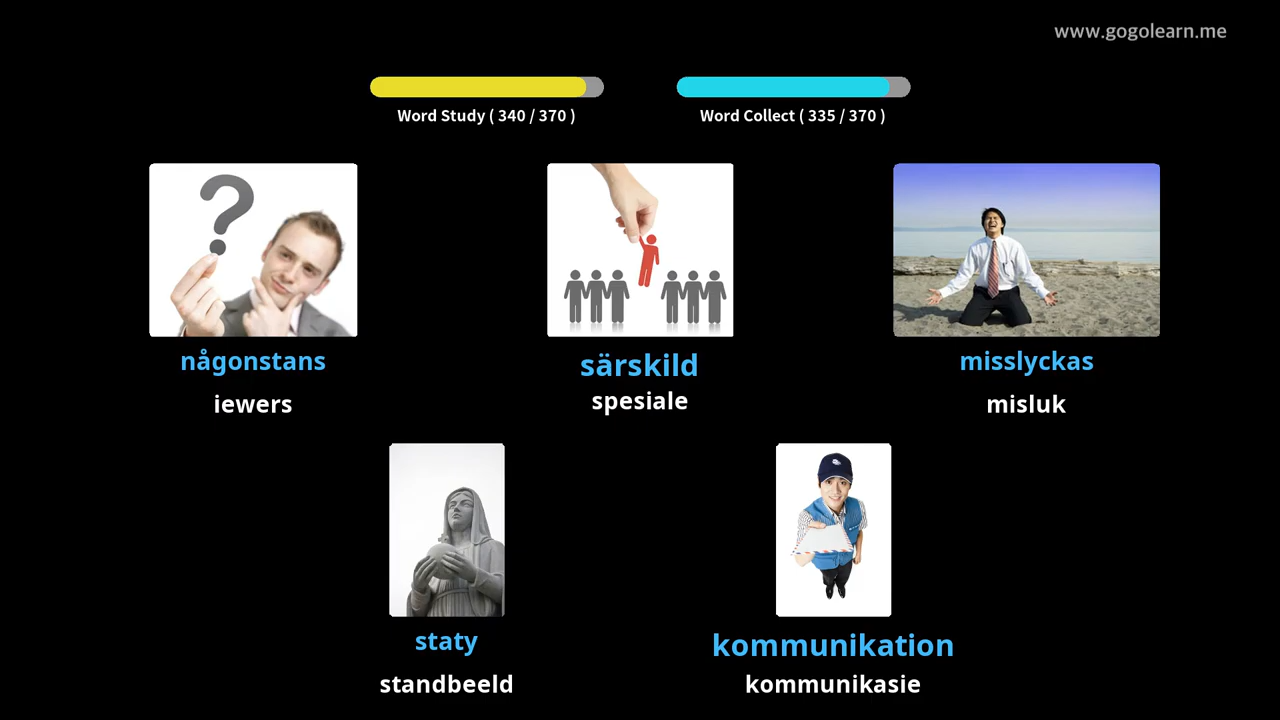 www.gogolearn.me
Word Study ( 340 / 370 )
Word Collect ( 335 / 370 )
någonstans
särskild
misslyckas
iewers
spesiale
misluk
staty
kommunikation
standbeeld
kommunikasie